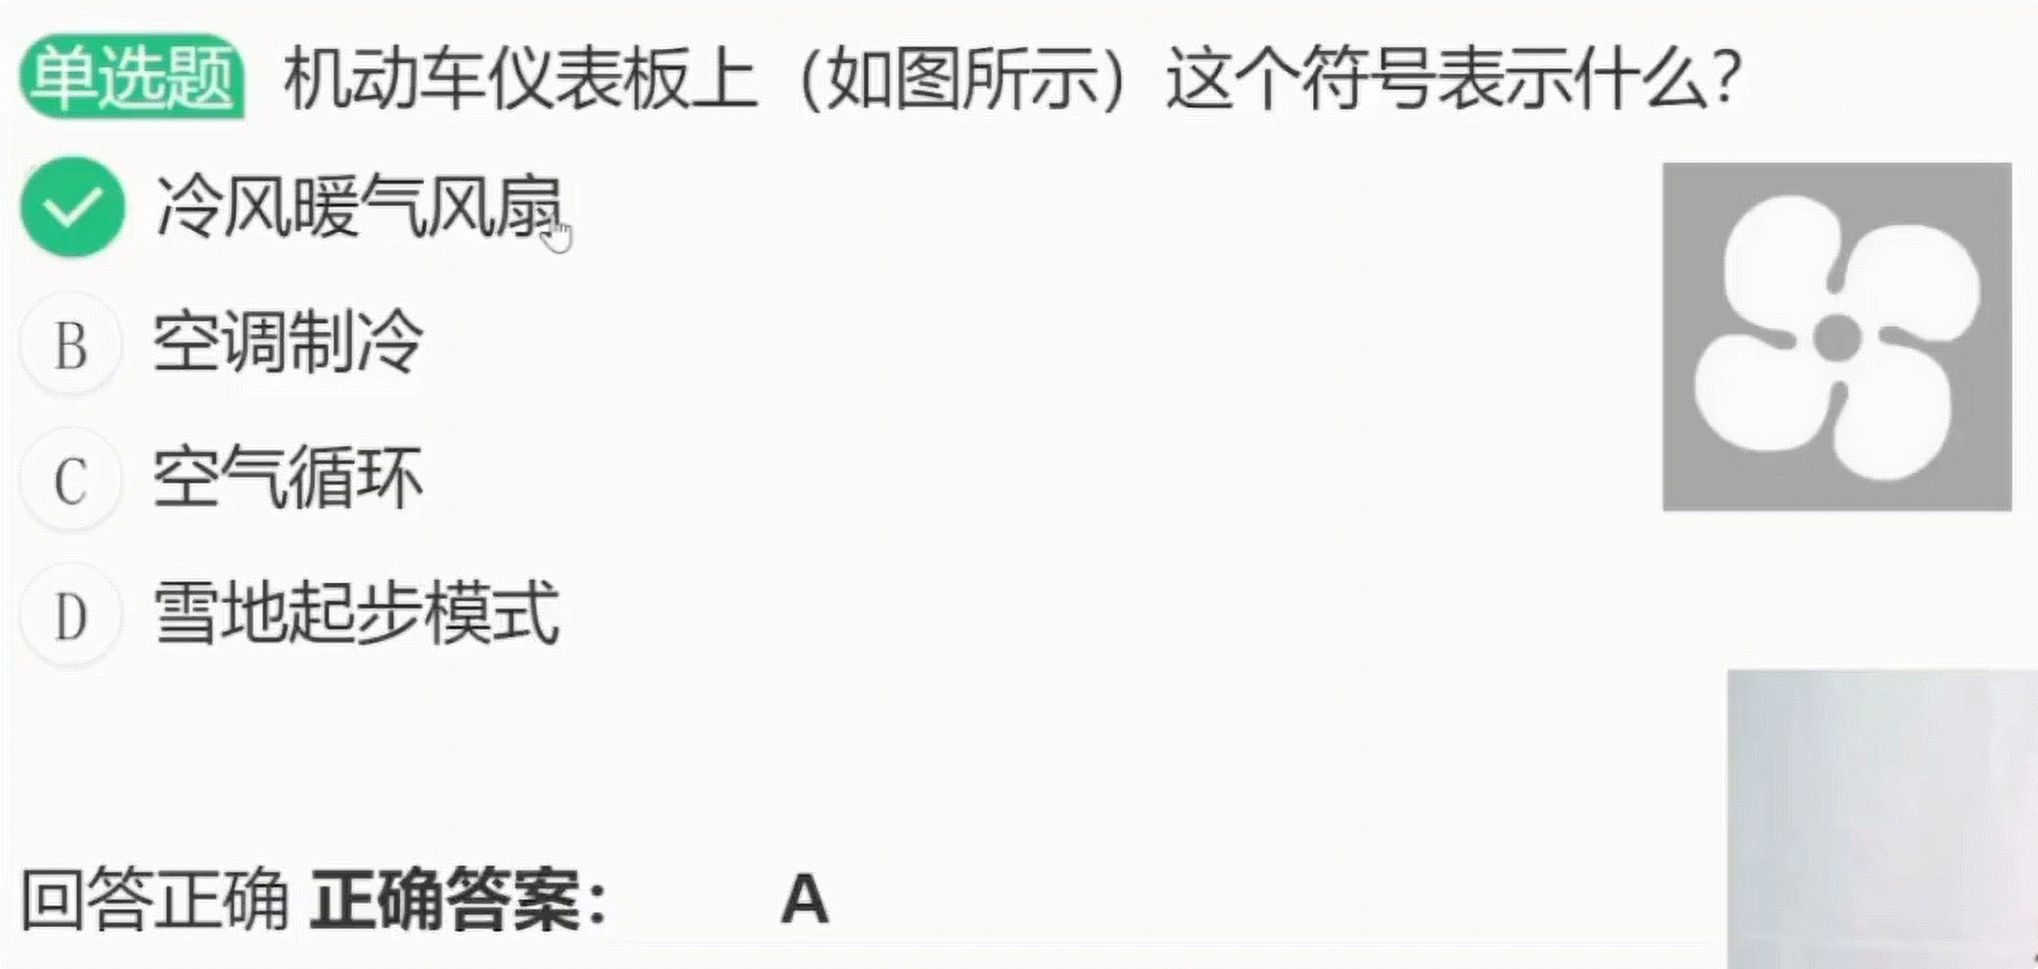 单选题 机动车仪表板上（如图所示）这个符号表示什么？
冷风暖气风扇
B 空调制冷
C 空气循环
D 雪地起步模式
回答正确 正确答案： A